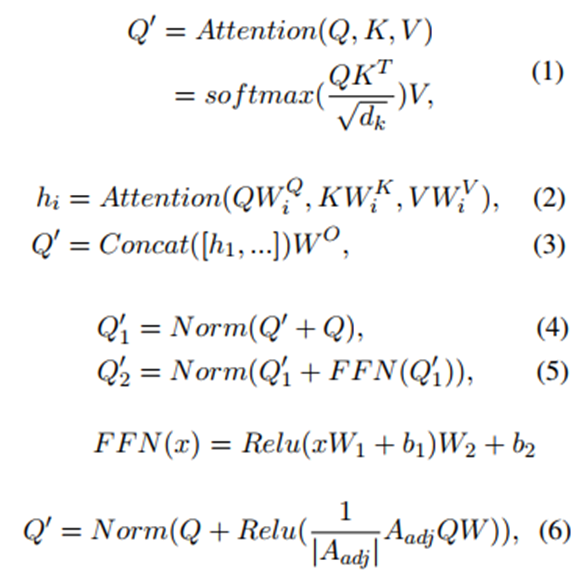 Q′ = Attention(Q, K, V)
= softmax(QK^T / √d_k)V, (1)
h_i = Attention(QW_i^Q, KW_i^K, VW_i^V), (2)
Q′ = Concat([h_1, ...])W^O, (3)
Q′_1 = Norm(Q′ + Q), (4)
Q′_2 = Norm(Q′_1 + FFN(Q′_1)), (5)
FFN(x) = Relu(xW_1 + b_1)W_2 + b_2
Q′ = Norm(Q + Relu(1 / |A_adj| A_adj QW)), (6)